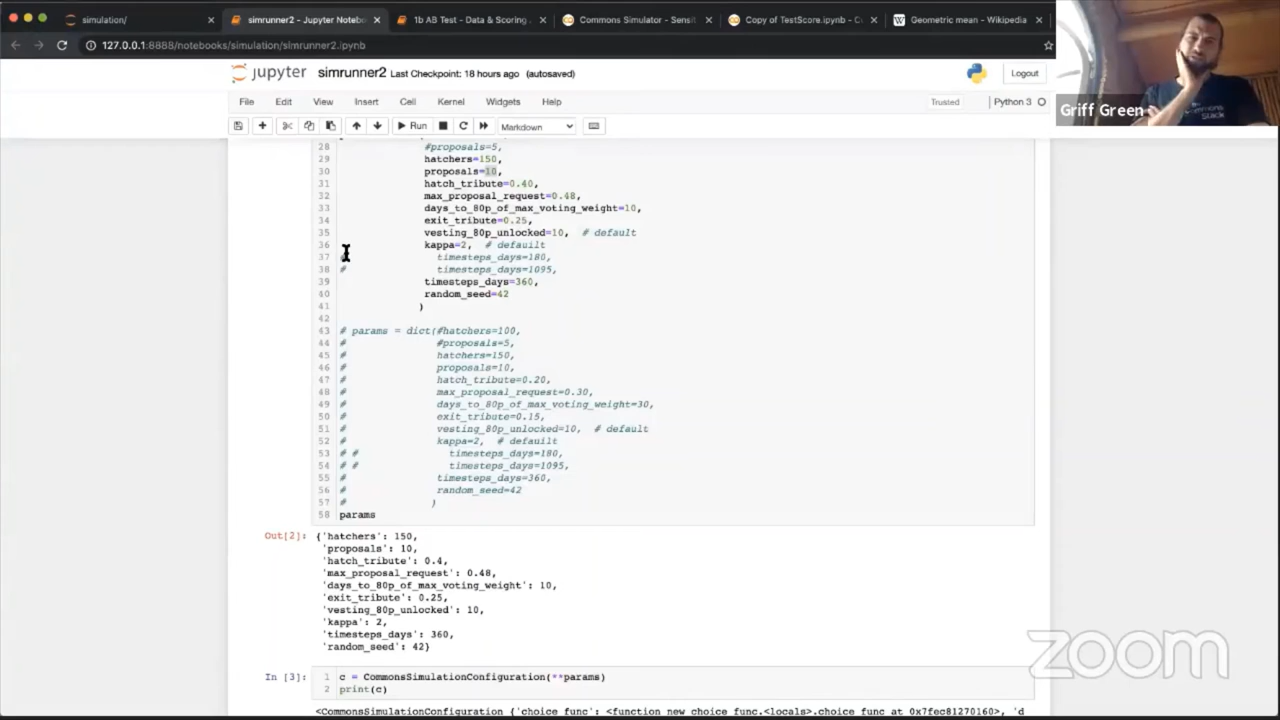 simulation/
simrunner2 - Jupyter Noteb
1b AB Test - Data & Scoring
Commons Simulator - Sensit
Copy of TestScore.ipynb - C
Geometric mean - Wikipedia
127.0.0.1:8888/notebooks/simulation/simrunner2.ipynb
jupyter simrunner2 Last Checkpoint: 18 hours ago (autosaved)
Logout
File Edit View Insert Cell Kernel Widgets Help
Trusted
Python 3
Run
Markdown
Griff Green
28 #proposals=5,
29 hatchers=150,
30 proposals=10,
31 hatch_tribute=0.40,
32 max_proposal_request=0.48,
33 days_to_80p_of_max_voting_weight=10,
34 exit_tribute=0.25,
35 vesting_80p_unlocked=10, # default
36 kappa=2, # defauilt
37 # timesteps_days=180,
38 # timesteps_days=1095,
39 timesteps_days=360,
40 random_seed=42
41 )
42
43 # params = dict(#hatchers=100,
44 # #proposals=5,
45 # hatchers=150,
46 # proposals=10,
47 # hatch_tribute=0.20,
48 # max_proposal_request=0.30,
49 # days_to_80p_of_max_voting_weight=30,
50 # exit_tribute=0.15,
51 # vesting_80p_unlocked=10, # default
52 # kappa=2, # defauilt
53 # # timesteps_days=180,
54 # # timesteps_days=1095,
55 # timesteps_days=360,
56 # random_seed=42
57 # )
58 params
Out[2]: {'hatchers': 150,
'proposals': 10,
'hatch_tribute': 0.4,
'max_proposal_request': 0.48,
'days_to_80p_of_max_voting_weight': 10,
'exit_tribute': 0.25,
'vesting_80p_unlocked': 10,
'kappa': 2,
'timesteps_days': 360,
'random_seed': 42}
In [3]: 1 c = CommonsSimulationConfiguration(**params)
2 print(c)
<CommonsSimulationConfiguration {'choice_func': <function new_choice_func.<locals>.choice_func at 0x7fec81270160>, 'd
zoom